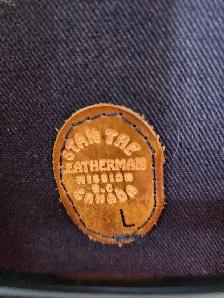 STAN THE
LEATHERMAN
MISSION
B.C.
CANADA
L